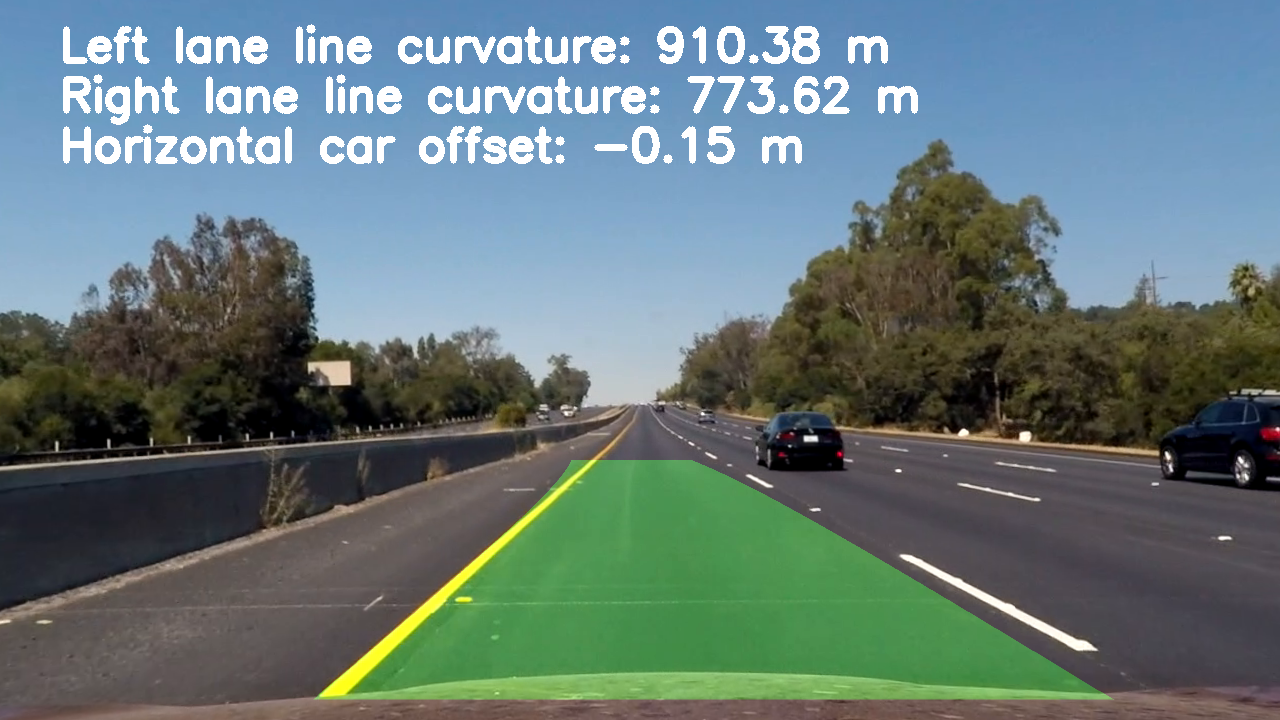 Left lane line curvature: 910.38 m
Right lane line curvature: 773.62 m
Horizontal car offset: −0.15 m